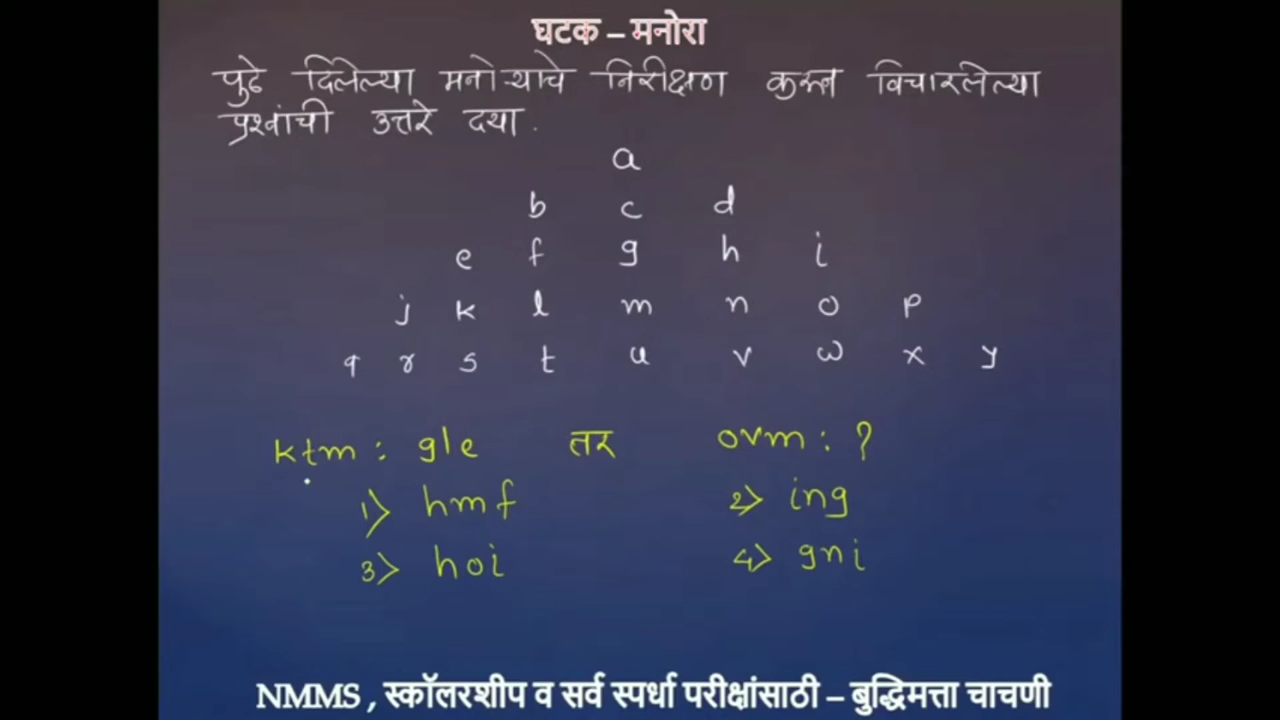 घटक – मनोरा
पुढे दिलेल्या मनोऱ्याचे निरीक्षण करून विचारलेल्या
प्रश्नांची उत्तरे दया.
a
b c d
e f g h i
j k l m n o p
q r s t u v w x y
ktm : gle तर ovm : ?
1) hmf 2) ing
3) hoi 4) gni
NMMS , स्कॉलरशीप व सर्व स्पर्धा परीक्षांसाठी – बुद्धिमत्ता चाचणी